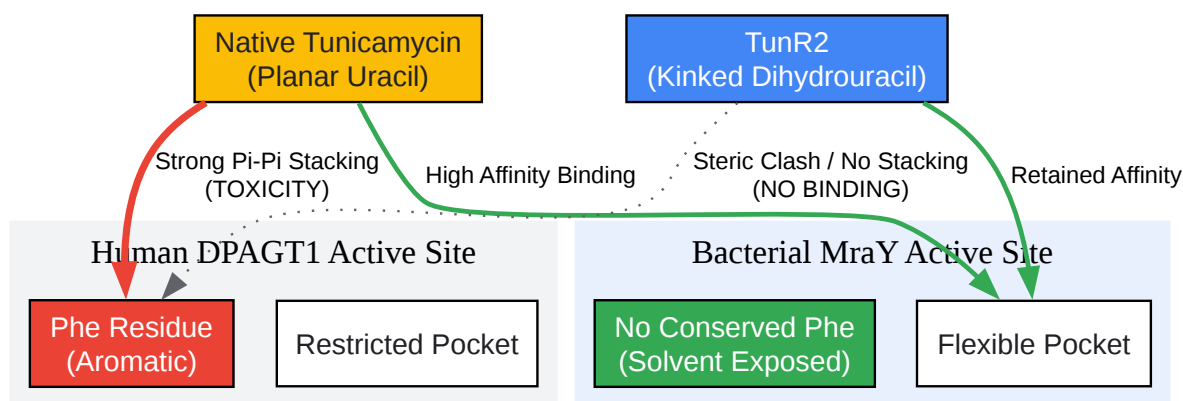 Native Tunicamycin
(Planar Uracil)
TunR2
(Kinked Dihydrouracil)
Strong Pi-Pi Stacking
(TOXICITY)
High Affinity Binding
Steric Clash / No Stacking
(NO BINDING)
Retained Affinity
Human DPAGT1 Active Site
Bacterial MraY Active Site
Phe Residue
(Aromatic)
Restricted Pocket
No Conserved Phe
(Solvent Exposed)
Flexible Pocket